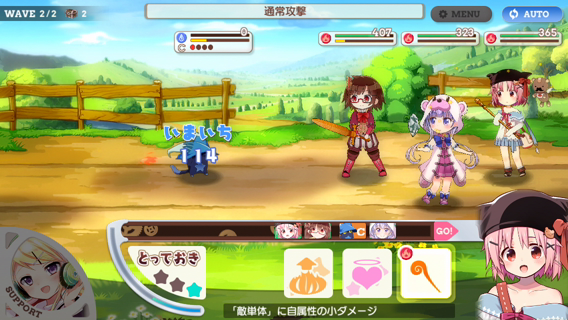 WAVE 2/2 2
通常攻撃
MENU
AUTO
0
C
407
323
365
いまいち
114
C
GO!
とっておき
SUPPORT
「敵単体」に自属性の小ダメージ